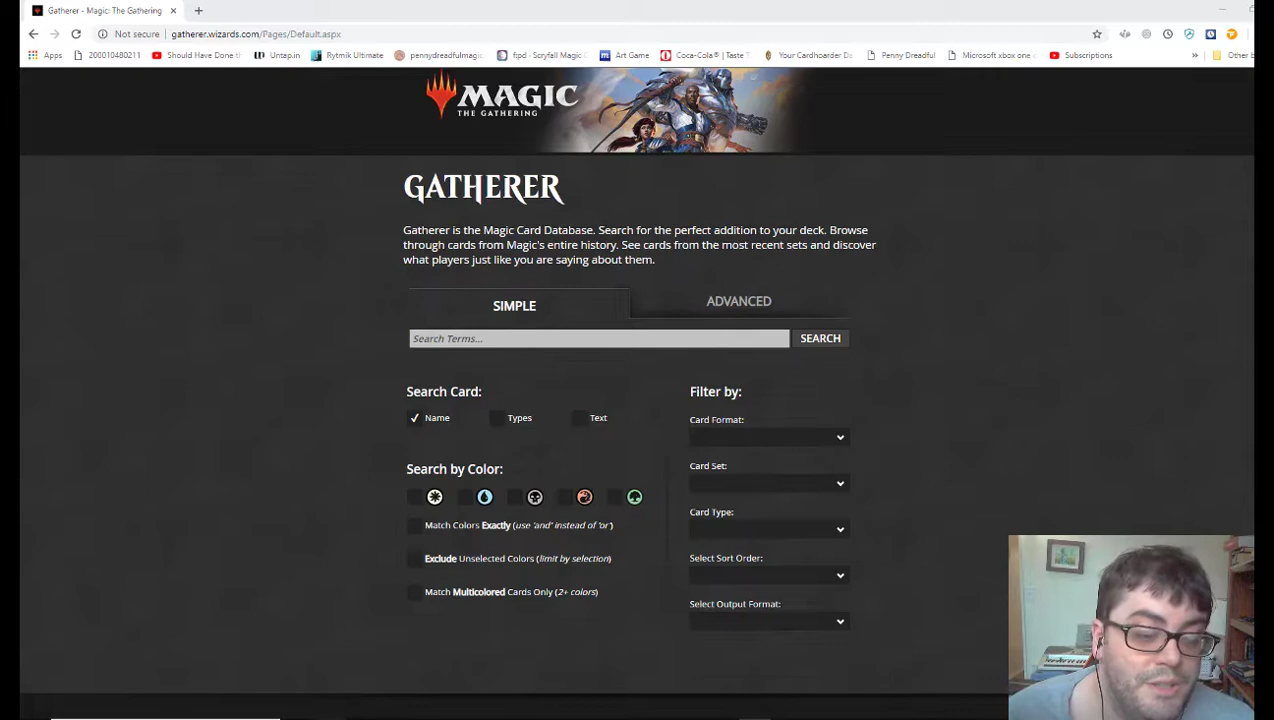 Gatherer - Magic: The Gathering
Not secure
gatherer.wizards.com/Pages/Default.aspx
Apps
200010480211
Should Have Done t
Untap.in
Rytmik Ultimate
pennydreadfulmagic
fpd - Scryfall Magic
Art Game
Coca-Cola® | Taste T
Your Cardhoarder De
Penny Dreadful
Microsoft xbox one
Subscriptions
»
Other b
MAGIC
THE GATHERING
GATHERER
Gatherer is the Magic Card Database. Search for the perfect addition to your deck. Browse
through cards from Magic's entire history. See cards from the most recent sets and discover
what players just like you are saying about them.
SIMPLE
ADVANCED
Search Terms...
SEARCH
Search Card:
Name
Types
Text
Search by Color:
Match Colors Exactly (use 'and' instead of 'or')
Exclude Unselected Colors (limit by selection)
Match Multicolored Cards Only (2+ colors)
Filter by:
Card Format:
Card Set:
Card Type:
Select Sort Order:
Select Output Format: